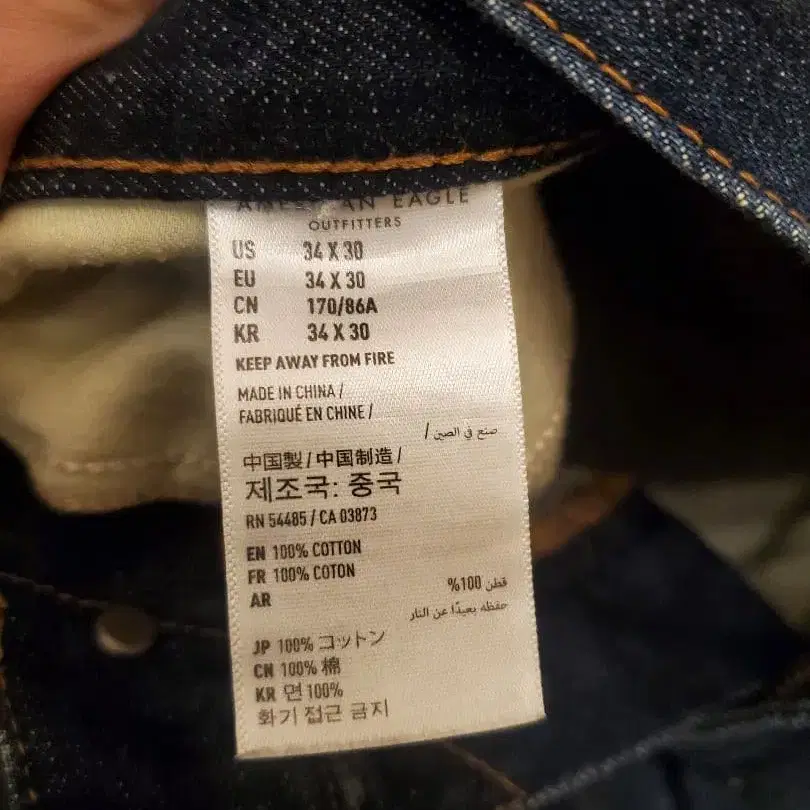 AMERICAN EAGLE
OUTFITTERS
US 34 X 30
EU 34 X 30
CN 170/86A
KR 34 X 30
KEEP AWAY FROM FIRE
MADE IN CHINA /
FABRIQUÉ EN CHINE /
صنع في الصين /
中国製 / 中国制造 /
제조국: 중국
RN 54485 / CA 03873
EN 100% COTTON
FR 100% COTON
AR قطن 100%
حفظه بعيدًا عن النار
JP 100% コットン
CN 100% 棉
KR 면 100%
화기 접근 금지